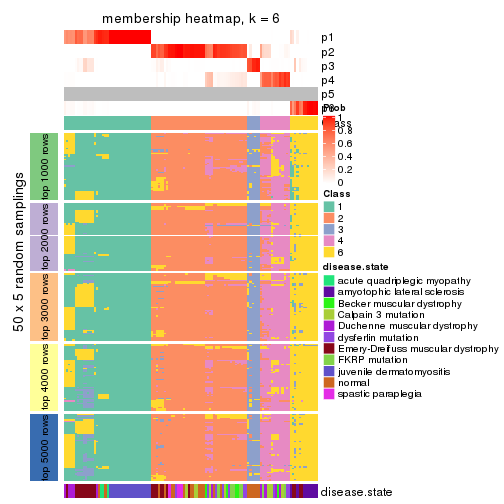 membership heatmap, k = 6
p1
p2
p3
p4
p5
Prob
1
0.8
0.6
0.4
0.2
0
Class
1
2
3
4
6
disease.state
acute quadriplegic myopathy
amyotophic lateral sclerosis
Becker muscular dystrophy
Calpain 3 mutation
Duchenne muscular dystrophy
dysferlin mutation
Emery-Dreifuss muscular dystrophy
FKRP mutation
juvenile dermatomyositis
normal
spastic paraplegia
50 x 5 random samplings
top 1000 rows
top 2000 rows
top 3000 rows
top 4000 rows
top 5000 rows
disease.state